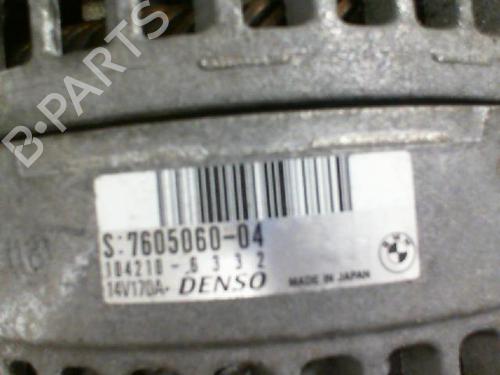 B-PARTS
S:7605060-04
104210-6332
14V170A- DENSO
MADE IN JAPAN